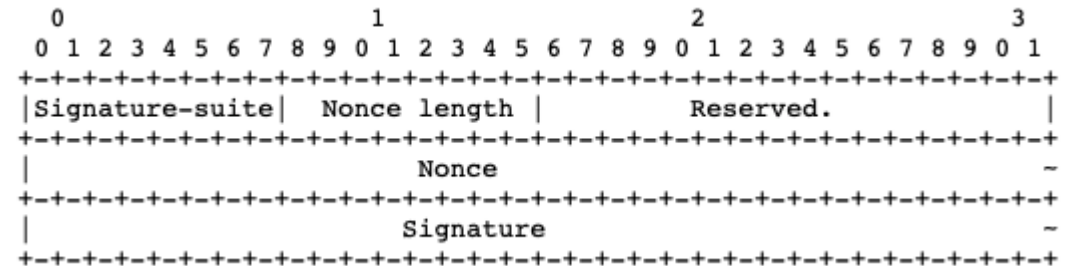 0                   1                   2                   3
 0 1 2 3 4 5 6 7 8 9 0 1 2 3 4 5 6 7 8 9 0 1 2 3 4 5 6 7 8 9 0 1
+-+-+-+-+-+-+-+-+-+-+-+-+-+-+-+-+-+-+-+-+-+-+-+-+-+-+-+-+-+-+-+-+
|Signature-suite|  Nonce length |         Reserved.             |
+-+-+-+-+-+-+-+-+-+-+-+-+-+-+-+-+-+-+-+-+-+-+-+-+-+-+-+-+-+-+-+-+
|                        Nonce                                  ~
+-+-+-+-+-+-+-+-+-+-+-+-+-+-+-+-+-+-+-+-+-+-+-+-+-+-+-+-+-+-+-+-+
|                       Signature                               ~
+-+-+-+-+-+-+-+-+-+-+-+-+-+-+-+-+-+-+-+-+-+-+-+-+-+-+-+-+-+-+-+-+